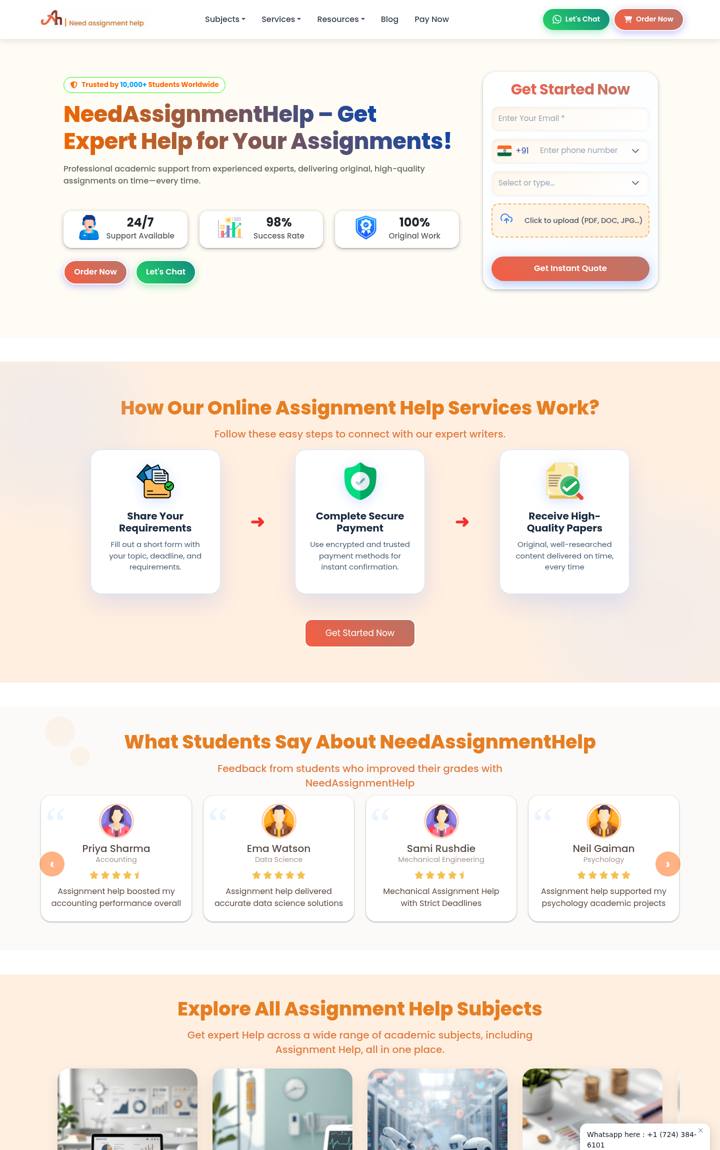 Ah | Need assignment help
Subjects
Services
Resources
Blog
Pay Now
Let's Chat
Order Now
Trusted by 10,000+ Students Worldwide
NeedAssignmentHelp – Get
Expert Help for Your Assignments!
Professional academic support from experienced experts, delivering original, high-quality
assignments on time—every time.
24/7
Support Available
98%
Success Rate
100%
Original Work
Order Now
Let's Chat
Get Started Now
Enter Your Email *
+91
Enter phone number
Select or type...
Click to upload (PDF, DOC, JPG...)
Get Instant Quote
How Our Online Assignment Help Services Work?
Follow these easy steps to connect with our expert writers.
Share Your
Requirements
Fill out a short form with
your topic, deadline, and
requirements.
Complete Secure
Payment
Use encrypted and trusted
payment methods for
instant confirmation.
Receive High-
Quality Papers
Original, well-researched
content delivered on time,
every time
Get Started Now
What Students Say About NeedAssignmentHelp
Feedback from students who improved their grades with
NeedAssignmentHelp
Priya Sharma
Accounting
Assignment help boosted my
accounting performance overall
Ema Watson
Data Science
Assignment help delivered
accurate data science solutions
Sami Rushdie
Mechanical Engineering
Mechanical Assignment Help
with Strict Deadlines
Neil Gaiman
Psychology
Assignment help supported my
psychology academic projects
Explore All Assignment Help Subjects
Get expert Help across a wide range of academic subjects, including
Assignment Help, all in one place.
Whatsapp here : +1 (724) 384-
6101